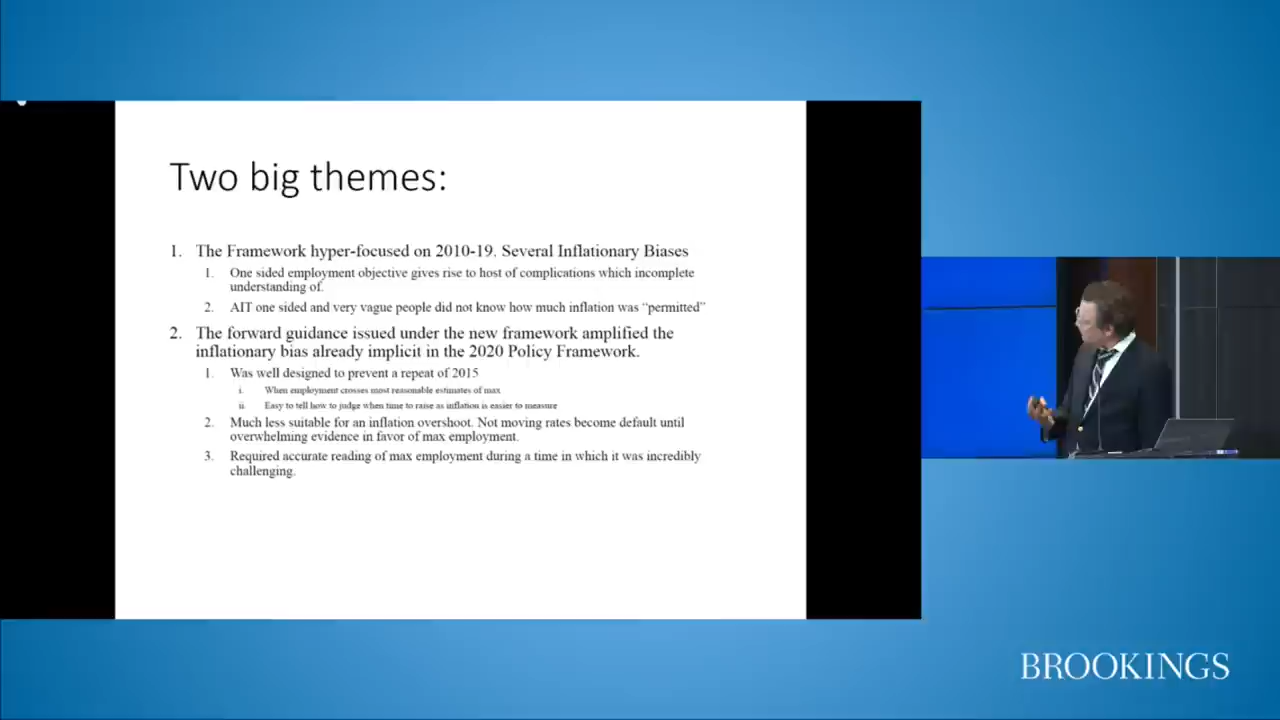 Two big themes:
1. The Framework hyper-focused on 2010-19. Several Inflationary Biases
1. One sided employment objective gives rise to host of complications which incomplete
understanding of.
2. AIT one sided and very vague people did not know how much inflation was “permitted”
2. The forward guidance issued under the new framework amplified the
inflationary bias already implicit in the 2020 Policy Framework.
1. Was well designed to prevent a repeat of 2015
i. When employment crosses most reasonable estimates of max
ii. Easy to tell how to judge when time to raise as inflation is easier to measure
2. Much less suitable for an inflation overshoot. Not moving rates become default until
overwhelming evidence in favor of max employment.
3. Required accurate reading of max employment during a time in which it was incredibly
challenging.
BROOKINGS